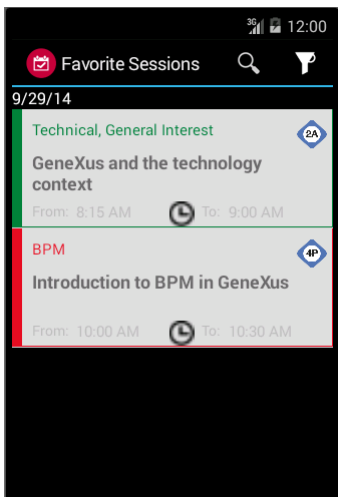 3G 12:00
Favorite Sessions
9/29/14
Technical, General Interest
2A
GeneXus and the technology
context
From: 8:15 AM To: 9:00 AM
BPM
4P
Introduction to BPM in GeneXus
From: 10:00 AM To: 10:30 AM